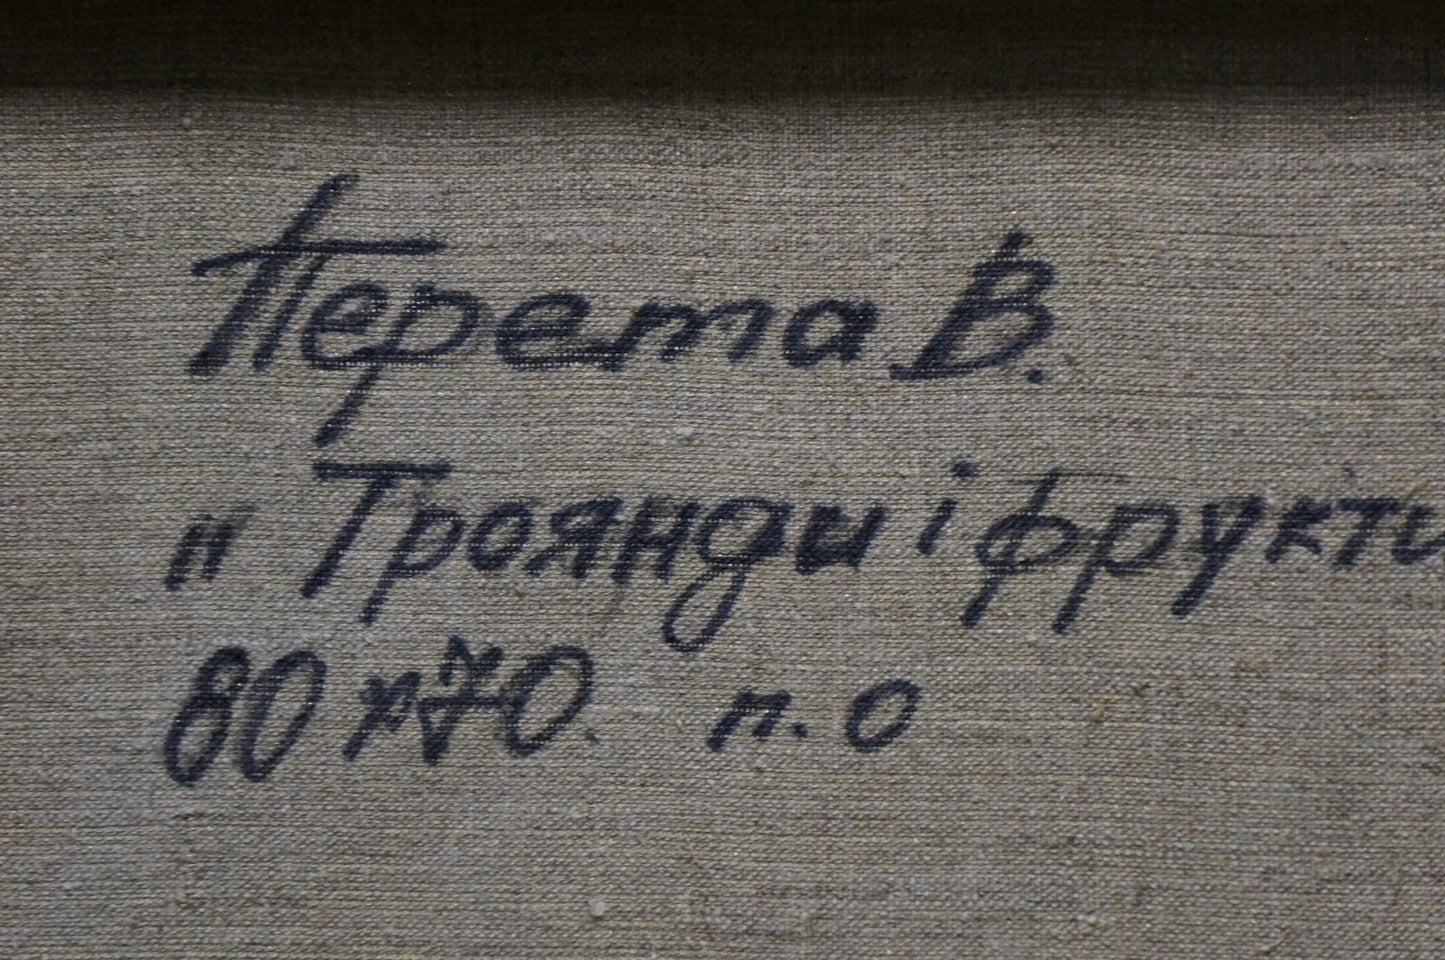 Перета В.
"Троянди і фрукти
80х70. п. о